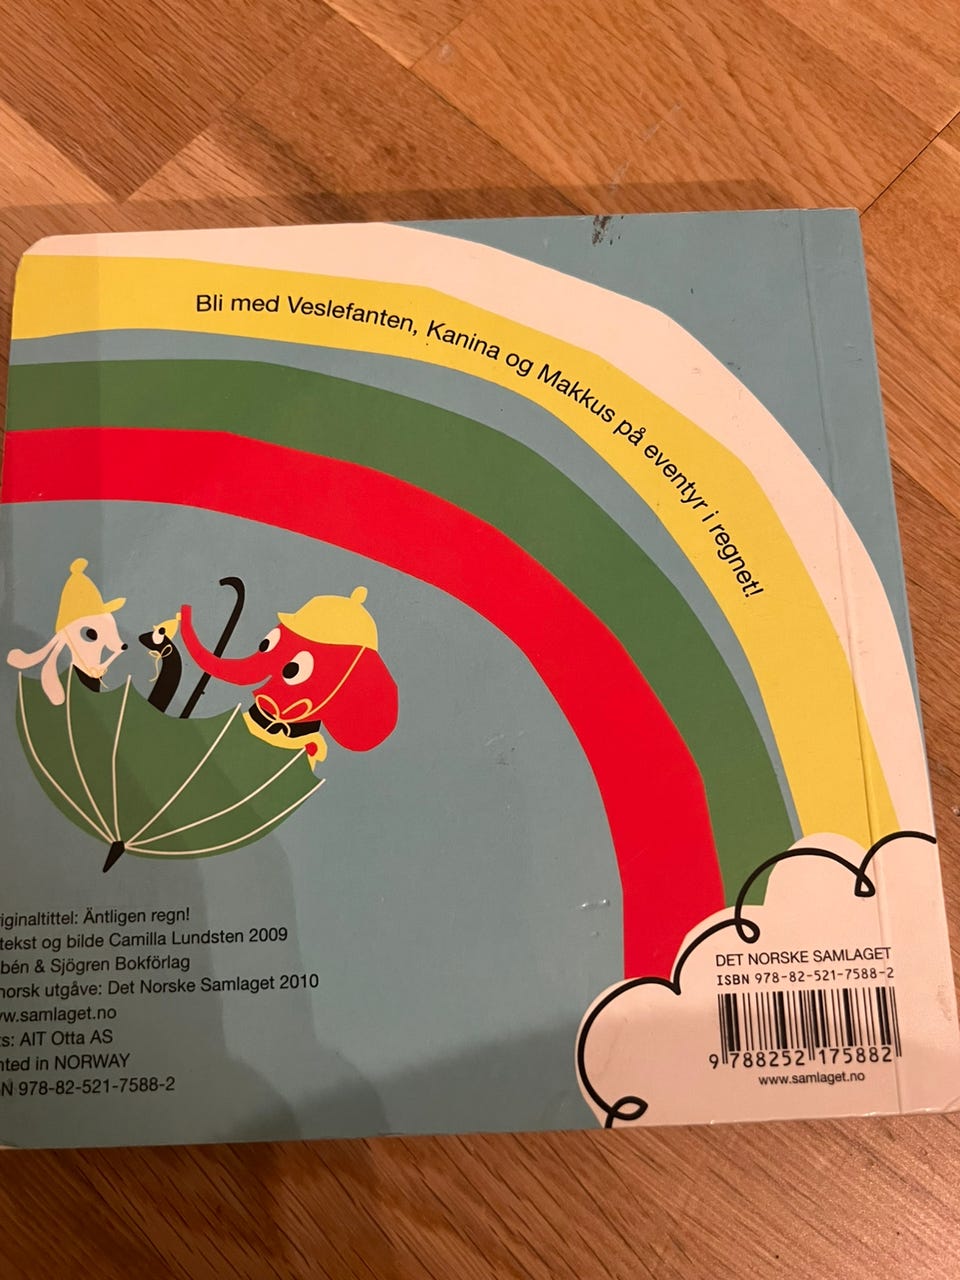 Bli med Veslefanten, Kanina og Makkus på eventyr i regnet!
iginaltittel: Äntligen regn!
tekst og bilde Camilla Lundsten 2009
bén & Sjögren Bokförlag
norsk utgåve: Det Norske Samlaget 2010
w.samlaget.no
s: AIT Otta AS
nted in NORWAY
N 978-82-521-7588-2
DET NORSKE SAMLAGET
ISBN 978-82-521-7588-2
9 788252 175882
www.samlaget.no